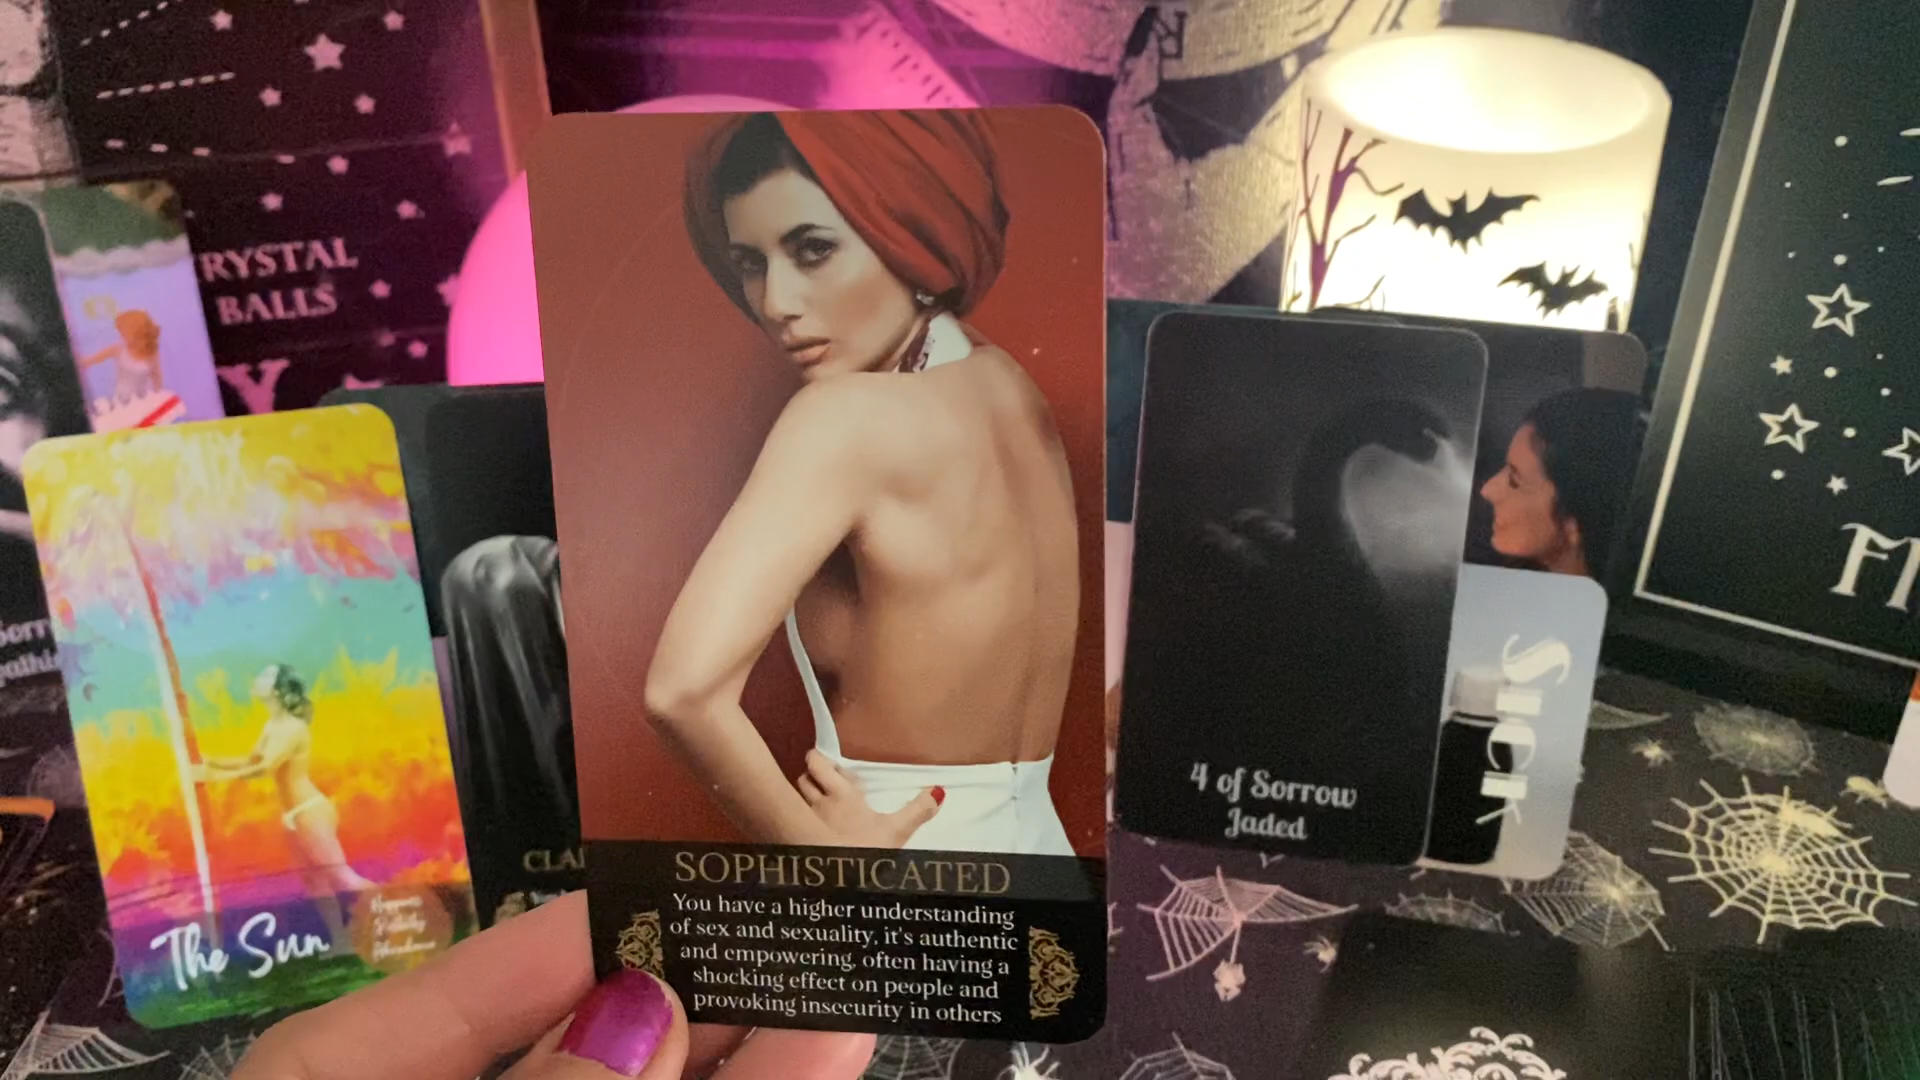 RYSTAL
BALLS
The Sun
CLA
SOPHISTICATED
You have a higher understanding
of sex and sexuality, it's authentic
and empowering, often having a
shocking effect on people and
provoking insecurity in others
4 of Sorrow
Jaded
SICK